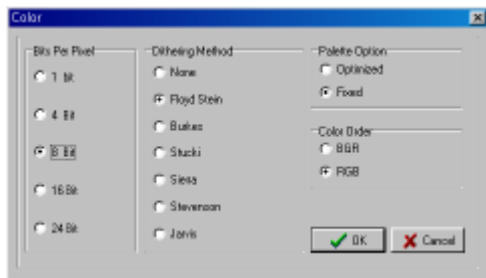 Color
Bits Per Pixel
1 bit
4 Bit
8 Bit
16 Bit
24 Bit
Dithering Method
None
Floyd Stein
Burkes
Stucki
Sierra
Stevenson
Jarvis
Palette Option
Optimized
Fixed
Color Order
BGR
RGB
OK
Cancel